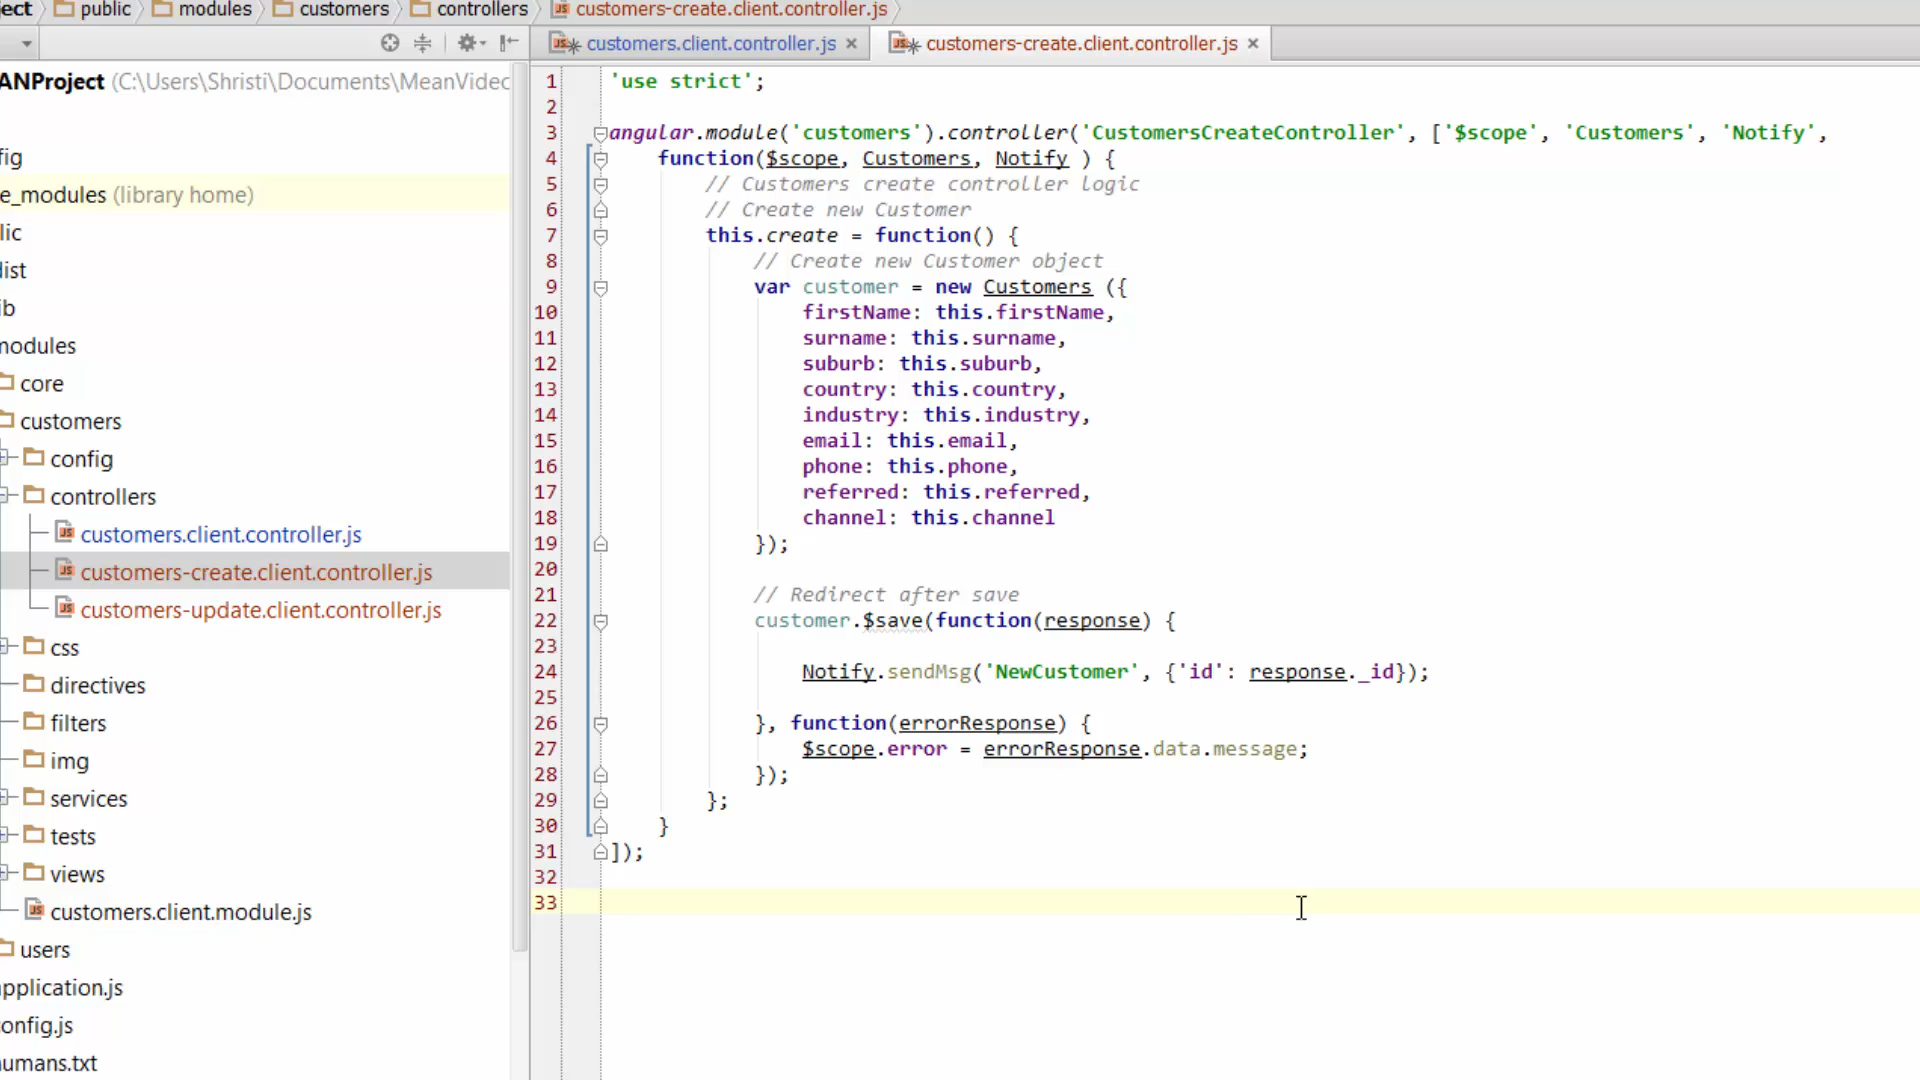 ect public modules customers controllers customers-create.client.controller.js
customers.client.controller.js customers-create.client.controller.js
ANProject (C:\Users\Shristi\Documents\MeanVidec
fig
e_modules (library home)
lic
dist
ib
modules
core
customers
config
controllers
customers.client.controller.js
customers-create.client.controller.js
customers-update.client.controller.js
css
directives
filters
img
services
tests
views
customers.client.module.js
users
application.js
onfig.js
humans.txt
1 'use strict';
2
3 angular.module('customers').controller('CustomersCreateController', ['$scope', 'Customers', 'Notify',
4 function($scope, Customers, Notify ) {
5 // Customers create controller logic
6 // Create new Customer
7 this.create = function() {
8 // Create new Customer object
9 var customer = new Customers ({
10 firstName: this.firstName,
11 surname: this.surname,
12 suburb: this.suburb,
13 country: this.country,
14 industry: this.industry,
15 email: this.email,
16 phone: this.phone,
17 referred: this.referred,
18 channel: this.channel
19 });
20
21 // Redirect after save
22 customer.$save(function(response) {
23
24 Notify.sendMsg('NewCustomer', {'id': response._id});
25
26 }, function(errorResponse) {
27 $scope.error = errorResponse.data.message;
28 });
29 };
30 }
31 ]);
32
33